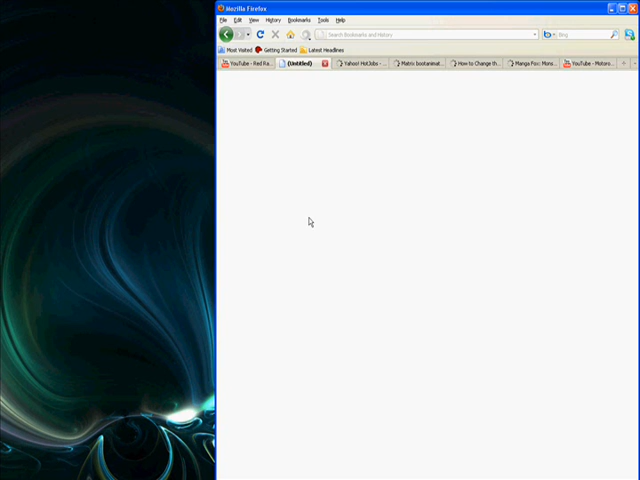 Mozilla Firefox
File Edit View History Bookmarks Tools Help
Search Bookmarks and History Bing
Most Visited Getting Started Latest Headlines
YouTube - Red Ra... (Untitled) Yahoo! HotJobs - ... Matrix bootanimat... How to Change th... Manga Fox: Mons... YouTube - Motoro...